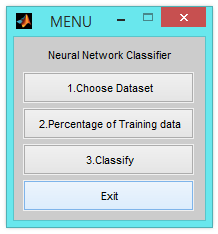 MENU
Neural Network Classifier
1.Choose Dataset
2.Percentage of Training data
3.Classify
Exit